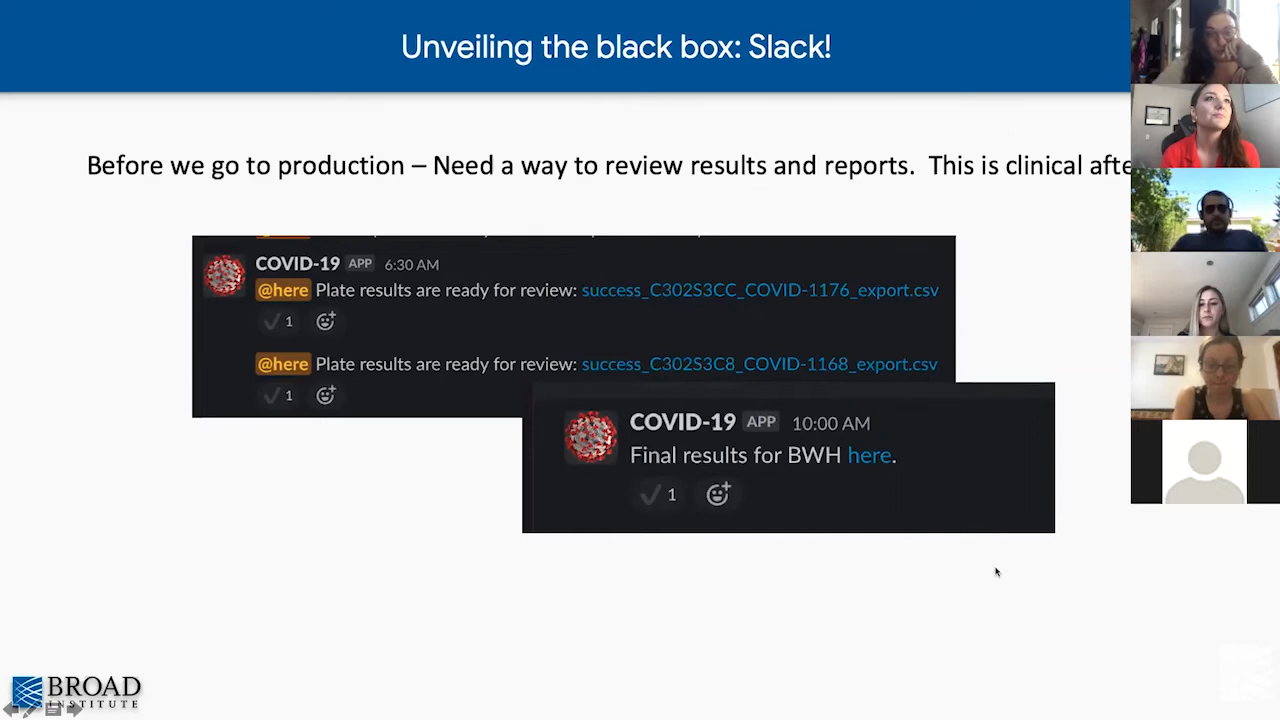 Unveiling the black box: Slack!
Before we go to production – Need a way to review results and reports.  This is clinical afte
COVID-19 APP 6:30 AM
@here Plate results are ready for review: success_C302S3CC_COVID-1176_export.csv
1
@here Plate results are ready for review: success_C302S3C8_COVID-1168_export.csv
1
COVID-19 APP 10:00 AM
Final results for BWH here.
1
BROAD
INSTITUTE